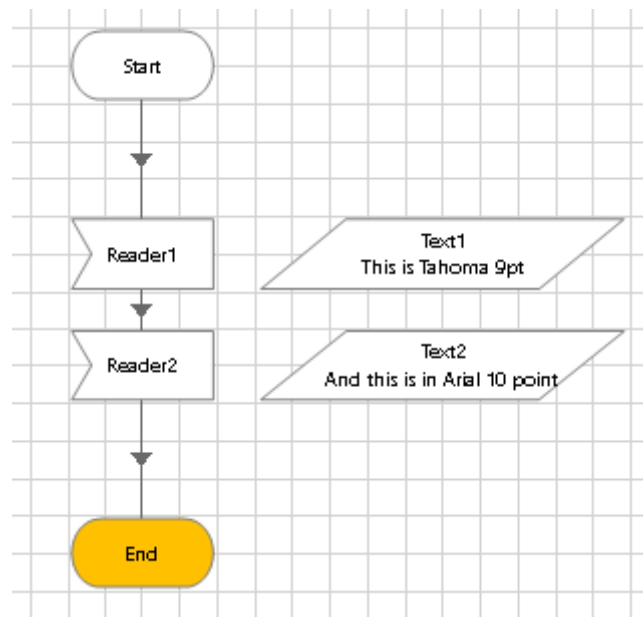 Start
Reader1
Text1
This is Tahoma 9pt
Reader2
Text2
And this is in Arial 10 point
End